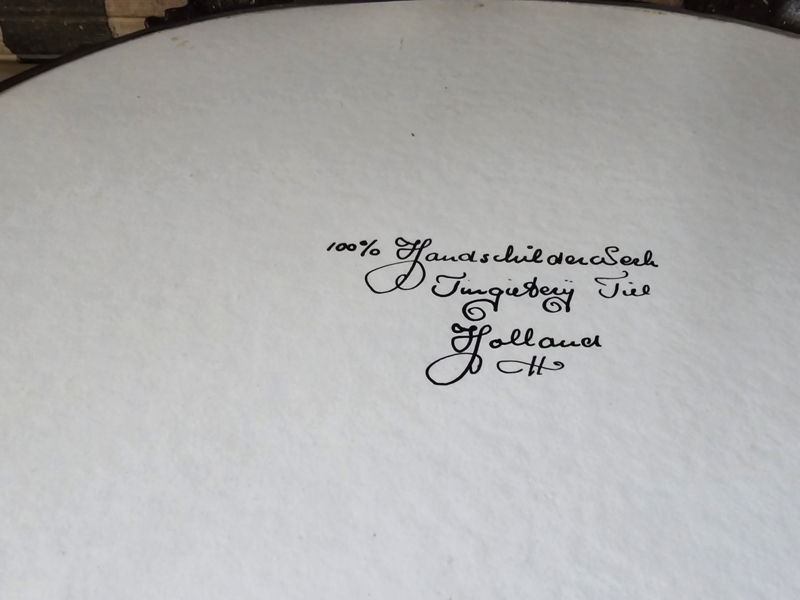 100% Handschilderwerk
Tingieterij Tiel
Holland